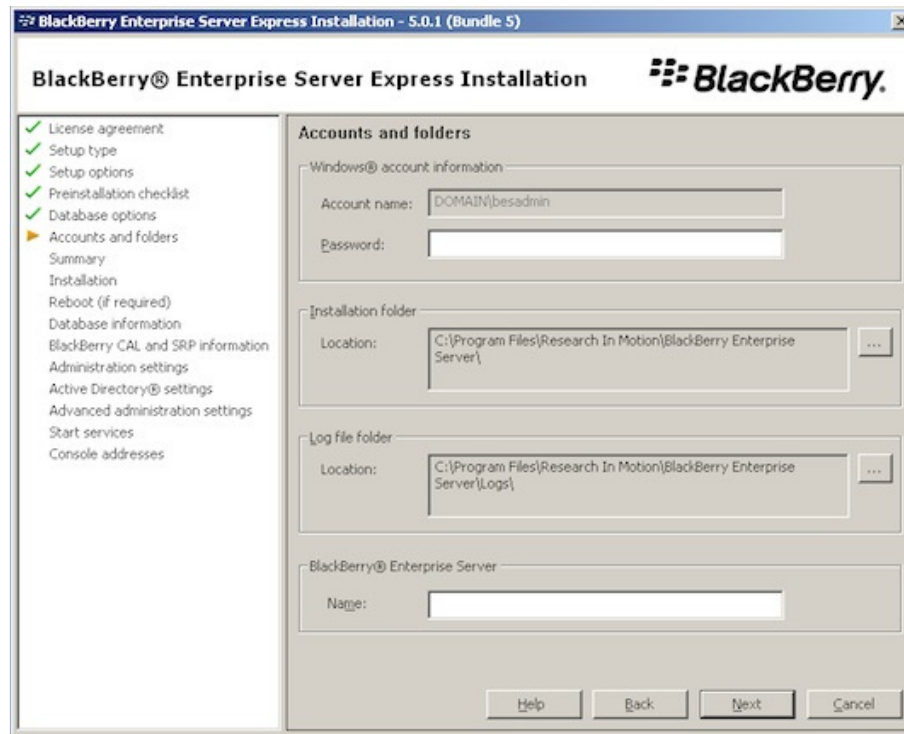 BlackBerry Enterprise Server Express Installation - 5.0.1 (Bundle 5)
BlackBerry® Enterprise Server Express Installation
BlackBerry.
License agreement
Setup type
Setup options
Preinstallation checklist
Database options
Accounts and folders
Summary
Installation
Reboot (if required)
Database information
BlackBerry CAL and SRP information
Administration settings
Active Directory® settings
Advanced administration settings
Start services
Console addresses
Accounts and folders
Windows® account information
Account name: DOMAIN\besadmin
Password:
Installation folder
Location: C:\Program Files\Research In Motion\BlackBerry Enterprise
Server\
...
Log file folder
Location: C:\Program Files\Research In Motion\BlackBerry Enterprise
Server\Logs\
...
BlackBerry® Enterprise Server
Name:
Help Back Next Cancel